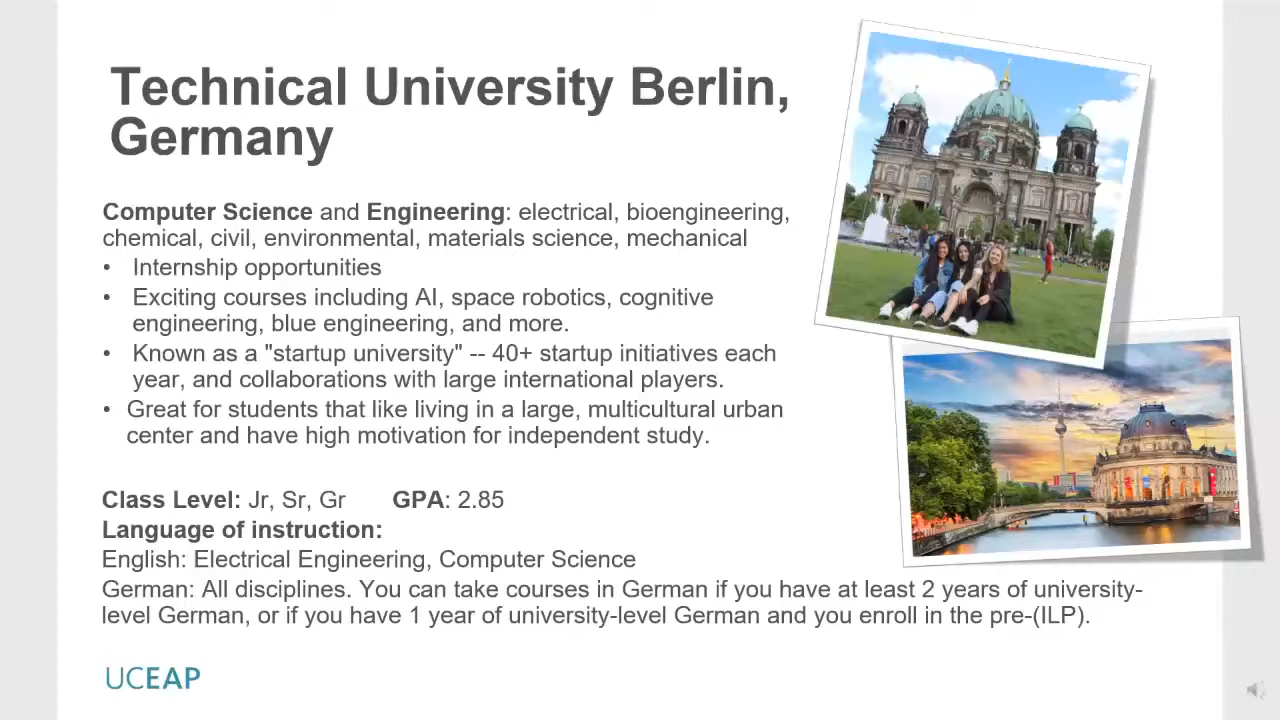 Technical University Berlin,
Germany
Computer Science and Engineering: electrical, bioengineering,
chemical, civil, environmental, materials science, mechanical
• Internship opportunities
• Exciting courses including AI, space robotics, cognitive
engineering, blue engineering, and more.
• Known as a "startup university" -- 40+ startup initiatives each
year, and collaborations with large international players.
• Great for students that like living in a large, multicultural urban
center and have high motivation for independent study.
Class Level: Jr, Sr, Gr GPA: 2.85
Language of instruction:
English: Electrical Engineering, Computer Science
German: All disciplines. You can take courses in German if you have at least 2 years of university-
level German, or if you have 1 year of university-level German and you enroll in the pre-(ILP).
UCEAP